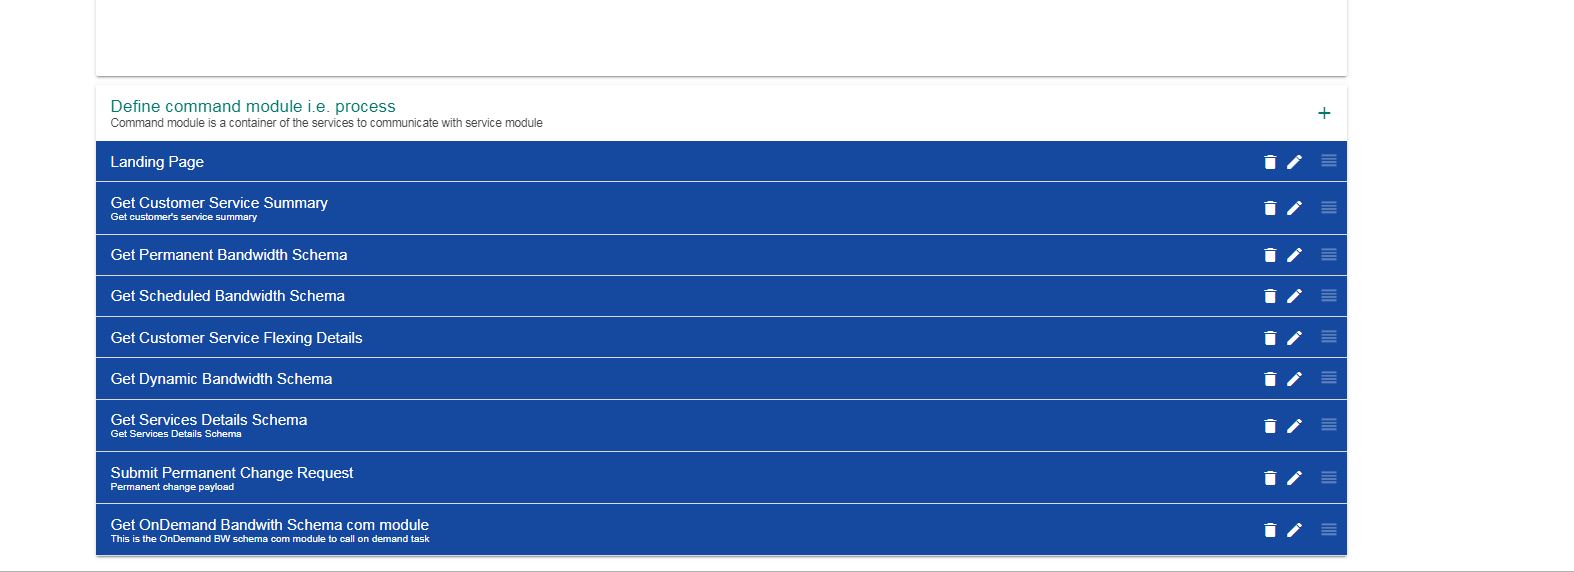 Define command module i.e. process
Command module is a container of the services to communicate with service module
Landing Page
Get Customer Service Summary
Get customer's service summary
Get Permanent Bandwidth Schema
Get Scheduled Bandwidth Schema
Get Customer Service Flexing Details
Get Dynamic Bandwidth Schema
Get Services Details Schema
Get Services Details Schema
Submit Permanent Change Request
Permanent change payload
Get OnDemand Bandwith Schema com module
This is the OnDemand BW schema com module to call on demand task